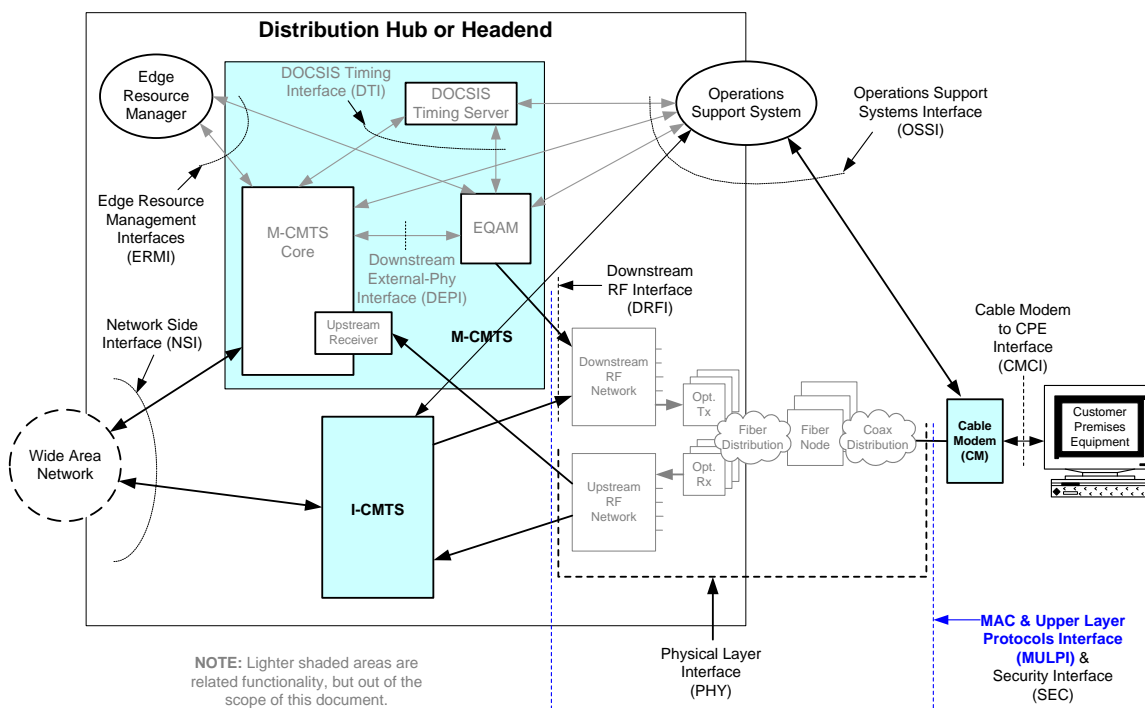 Distribution Hub or Headend
Edge
Resource
Manager
DOCSIS Timing
Interface (DTI)
DOCSIS
Timing Server
Operations
Support System
Operations Support
Systems Interface
(OSSI)
Edge Resource
Management
Interfaces
(ERMI)
M-CMTS
Core
EQAM
Downstream
External-Phy
Interface (DEPI)
Upstream
Receiver
M-CMTS
Downstream
RF Interface
(DRFI)
Network Side
Interface (NSI)
Wide Area
Network
I-CMTS
Downstream
RF
Network
Opt.
Tx
Fiber
Distribution
Fiber
Node
Coax
Distribution
Upstream
RF
Network
Opt.
Rx
Cable Modem
to CPE
Interface
(CMCI)
Cable
Modem
(CM)
Customer
Premises
Equipment
NOTE: Lighter shaded areas are
related functionality, but out of the
scope of this document.
Physical Layer
Interface
(PHY)
MAC & Upper Layer
Protocols Interface
(MULPI) &
Security Interface
(SEC)